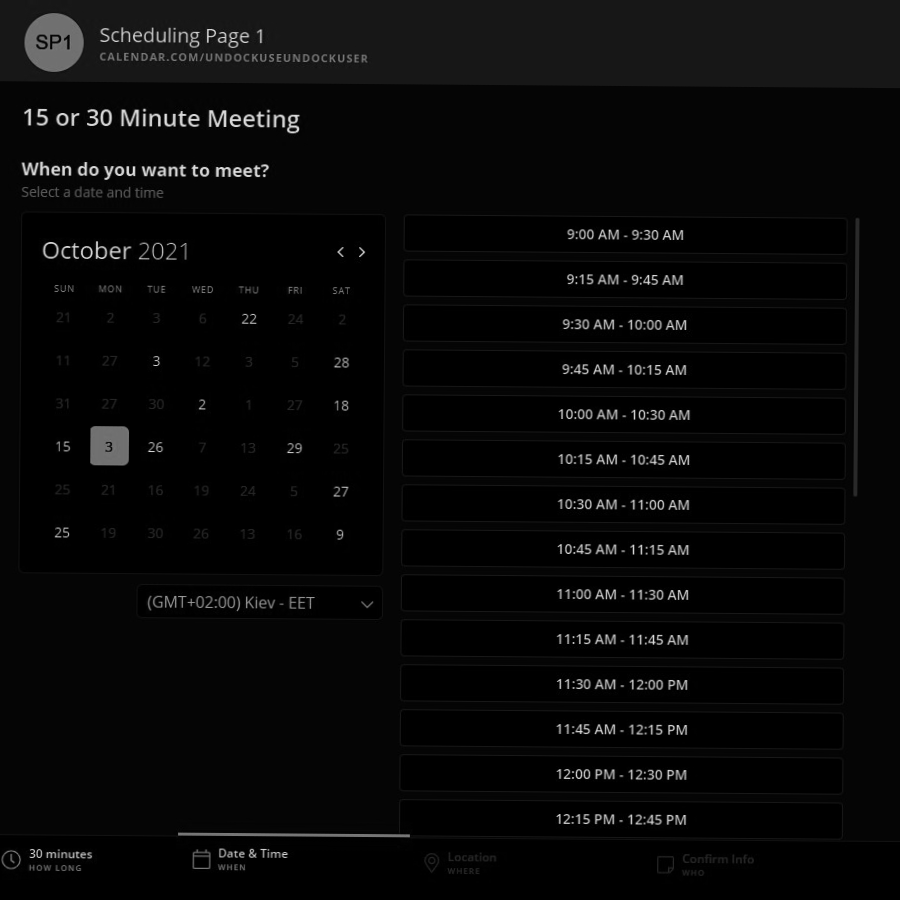 SP1
Scheduling Page 1
CALENDAR.COM/UNDOCKUSEUNDOCKUSER
15 or 30 Minute Meeting
When do you want to meet?
Select a date and time
October 2021
SUN MON TUE WED THU FRI SAT
21 2 3 6 22 24 2
11 27 3 12 3 5 28
31 27 30 2 1 27 18
15 3 26 7 13 29 25
25 21 16 19 24 5 27
25 19 30 26 13 16 9
(GMT+02:00) Kiev - EET
9:00 AM - 9:30 AM
9:15 AM - 9:45 AM
9:30 AM - 10:00 AM
9:45 AM - 10:15 AM
10:00 AM - 10:30 AM
10:15 AM - 10:45 AM
10:30 AM - 11:00 AM
10:45 AM - 11:15 AM
11:00 AM - 11:30 AM
11:15 AM - 11:45 AM
11:30 AM - 12:00 PM
11:45 AM - 12:15 PM
12:00 PM - 12:30 PM
12:15 PM - 12:45 PM
30 minutes
HOW LONG
Date & Time
WHEN
Location
WHERE
Confirm Info
WHO